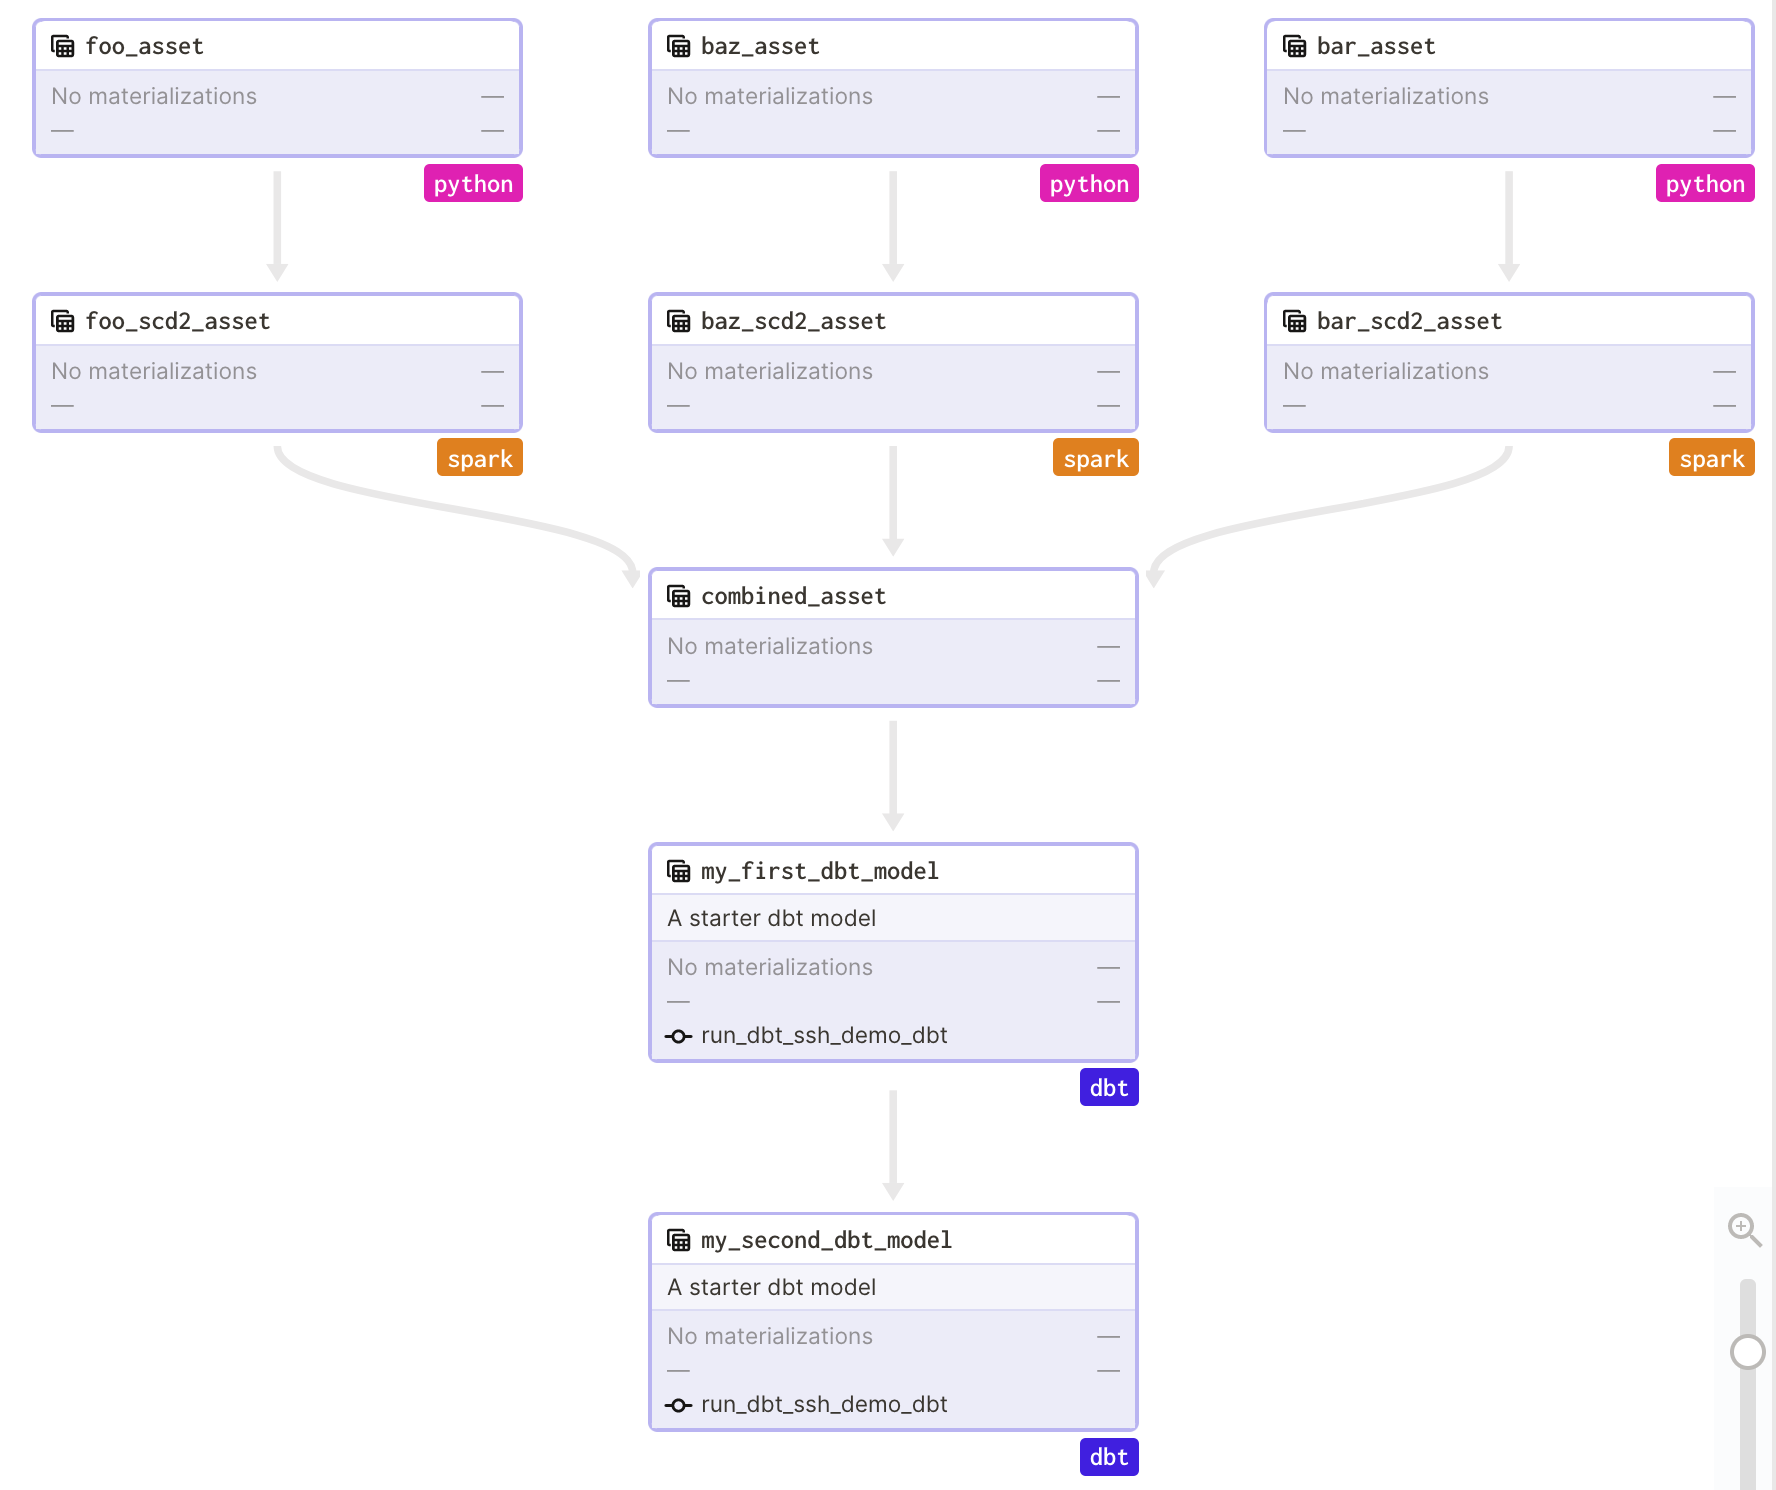 foo_asset
No materializations —
— —
python
baz_asset
No materializations —
— —
python
bar_asset
No materializations —
— —
python
foo_scd2_asset
No materializations —
— —
spark
baz_scd2_asset
No materializations —
— —
spark
bar_scd2_asset
No materializations —
— —
spark
combined_asset
No materializations —
— —
my_first_dbt_model
A starter dbt model
No materializations —
— —
run_dbt_ssh_demo_dbt
dbt
my_second_dbt_model
A starter dbt model
No materializations —
— —
run_dbt_ssh_demo_dbt
dbt